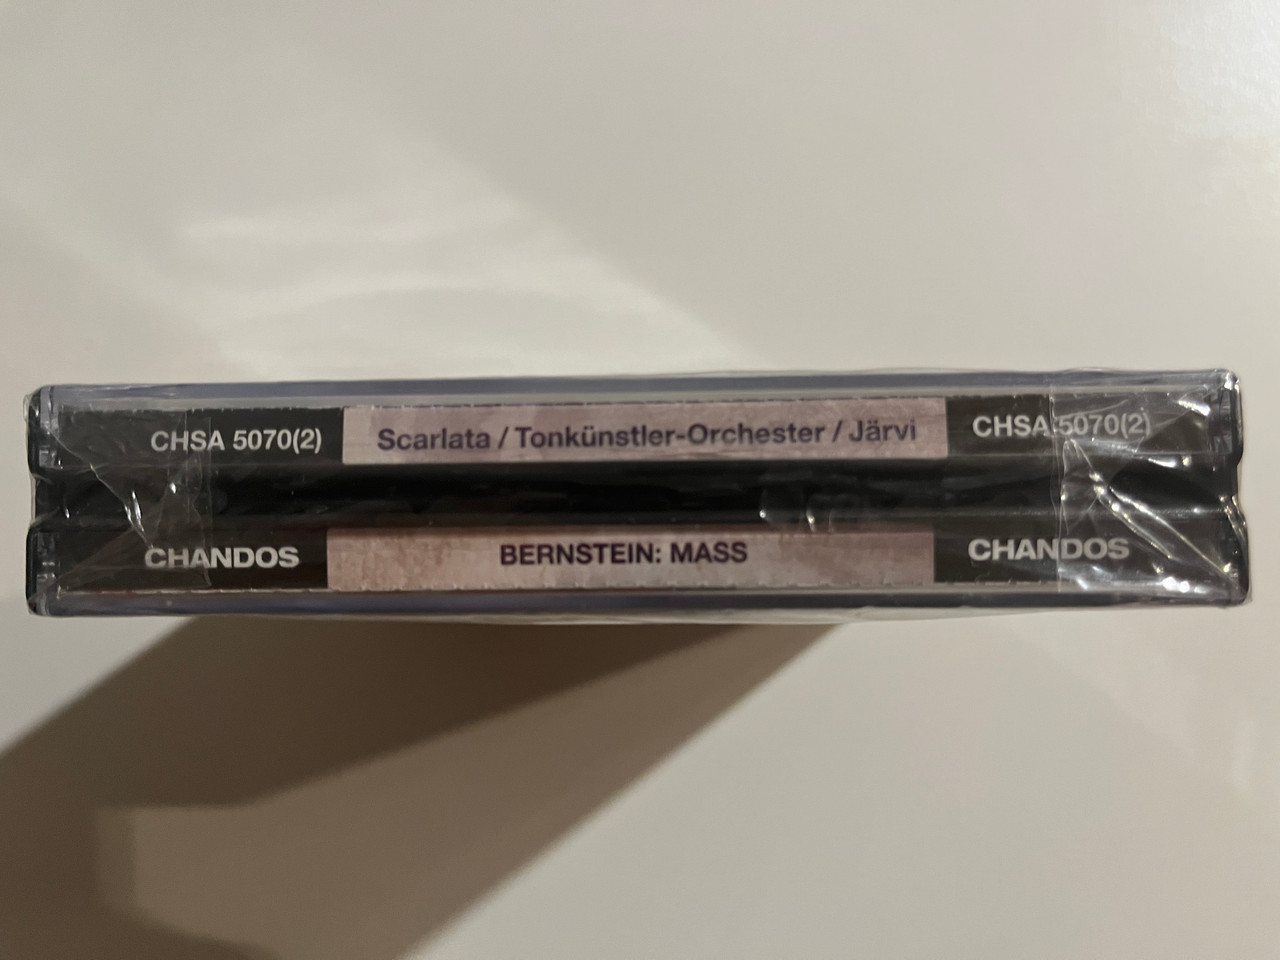 CHSA 5070(2) Scarlata / Tonkünstler-Orchester / Järvi CHSA 5070(2)
CHANDOS BERNSTEIN: MASS CHANDOS